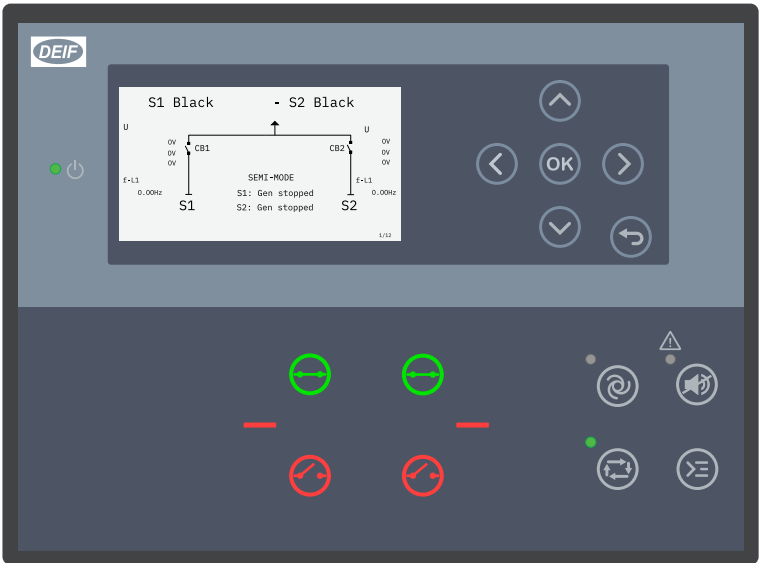 DEIF
S1 Black - S2 Black
U U
0V 0V
CB1 CB2
0V 0V
0V 0V
f-L1 SEMI-MODE f-L1
0.00Hz S1: Gen stopped 0.00Hz
S1 S2: Gen stopped S2
1/12
OK